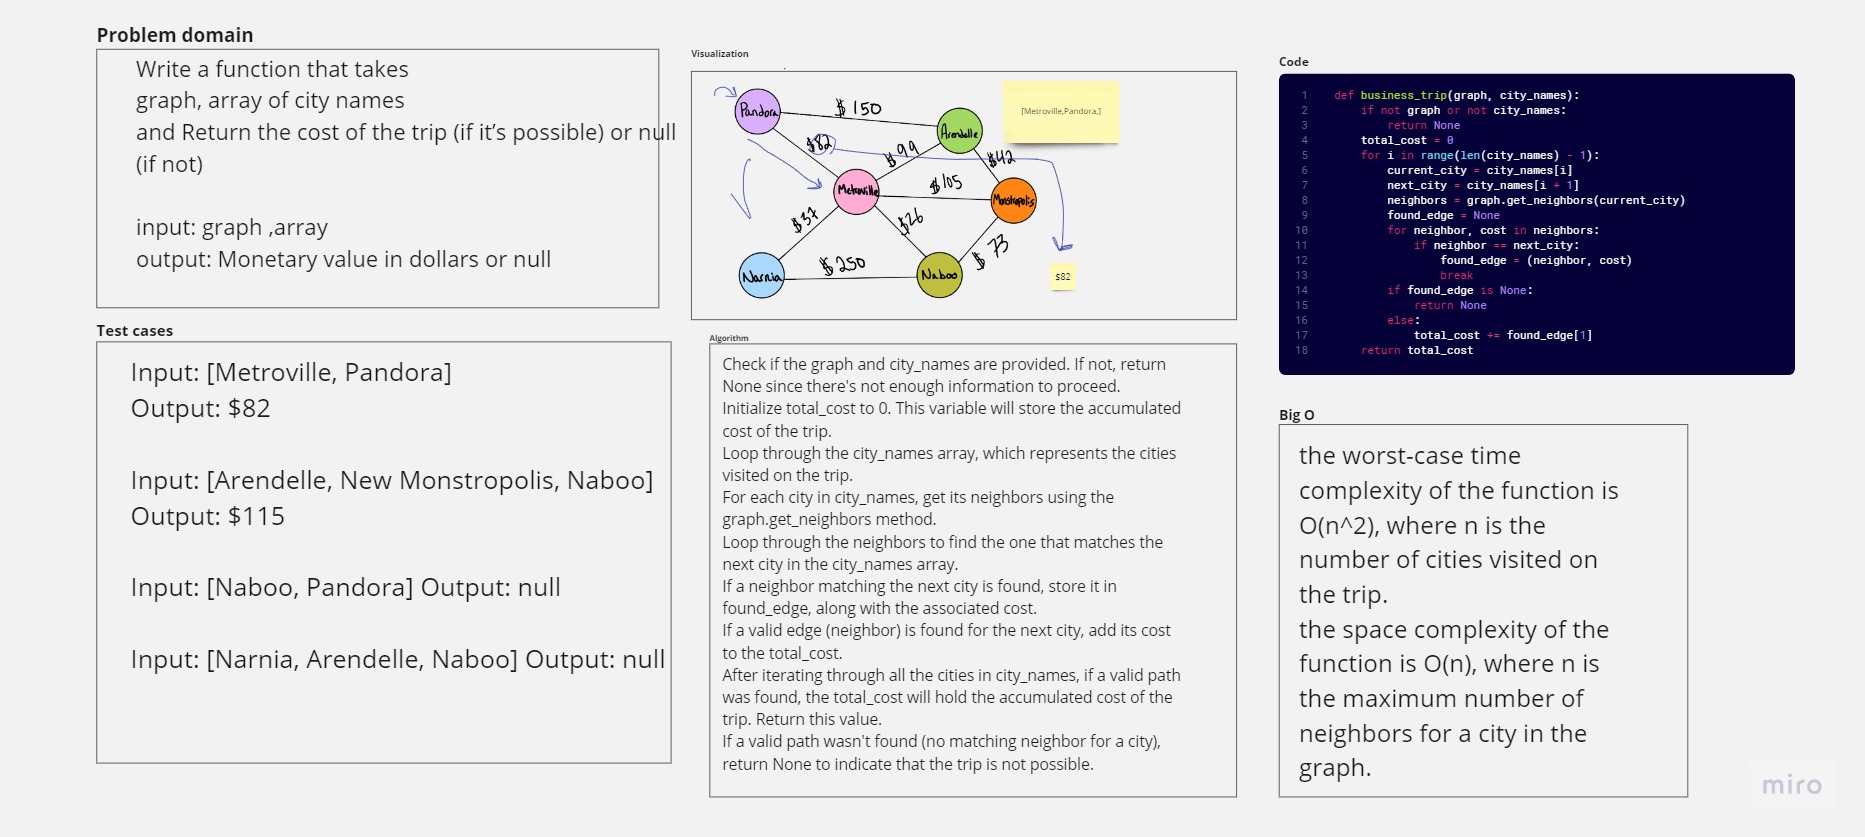 Problem domain
Write a function that takes
graph, array of city names
and Return the cost of the trip (if it’s possible) or null
(if not)
input: graph ,array
output: Monetary value in dollars or null
Test cases
Input: [Metroville, Pandora]
Output: $82
Input: [Arendelle, New Monstropolis, Naboo]
Output: $115
Input: [Naboo, Pandora] Output: null
Input: [Narnia, Arendelle, Naboo] Output: null
Visualization
Pandora
$150
Arendelle
[Metroville,Pandora,]
$82
$99
$42
Metroville
$105
Monstropolis
$37
$26
$73
Narnia
$250
Naboo
$82
Algorithm
Check if the graph and city_names are provided. If not, return
None since there's not enough information to proceed.
Initialize total_cost to 0. This variable will store the accumulated
cost of the trip.
Loop through the city_names array, which represents the cities
visited on the trip.
For each city in city_names, get its neighbors using the
graph.get_neighbors method.
Loop through the neighbors to find the one that matches the
next city in the city_names array.
If a neighbor matching the next city is found, store it in
found_edge, along with the associated cost.
If a valid edge (neighbor) is found for the next city, add its cost
to the total_cost.
After iterating through all the cities in city_names, if a valid path
was found, the total_cost will hold the accumulated cost of the
trip. Return this value.
If a valid path wasn't found (no matching neighbor for a city),
return None to indicate that the trip is not possible.
Code
1 def business_trip(graph, city_names):
2 if not graph or not city_names:
3 return None
4 total_cost = 0
5 for i in range(len(city_names) - 1):
6 current_city = city_names[i]
7 next_city = city_names[i + 1]
8 neighbors = graph.get_neighbors(current_city)
9 found_edge = None
10 for neighbor, cost in neighbors:
11 if neighbor == next_city:
12 found_edge = (neighbor, cost)
13 break
14 if found_edge is None:
15 return None
16 else:
17 total_cost += found_edge[1]
18 return total_cost
Big O
the worst-case time
complexity of the function is
O(n^2), where n is the
number of cities visited on
the trip.
the space complexity of the
function is O(n), where n is
the maximum number of
neighbors for a city in the
graph.
miro